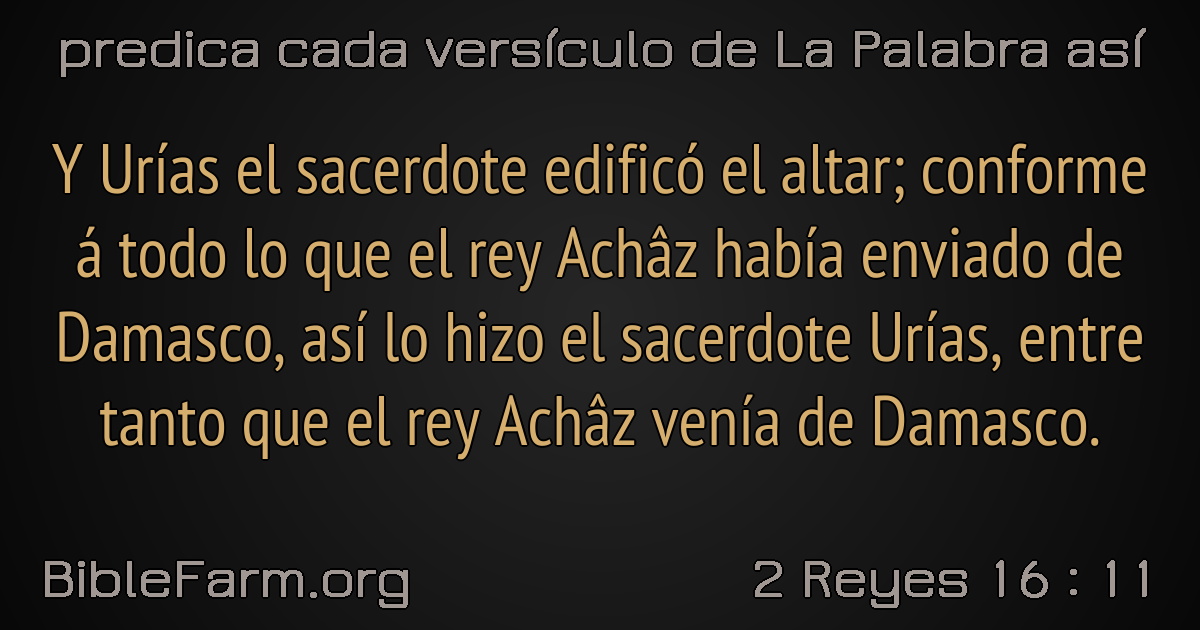 predica cada versículo de La Palabra así
Y Urías el sacerdote edificó el altar; conforme
á todo lo que el rey Achâz había enviado de
Damasco, así lo hizo el sacerdote Urías, entre
tanto que el rey Achâz venía de Damasco.
BibleFarm.org
2 Reyes 16 : 11